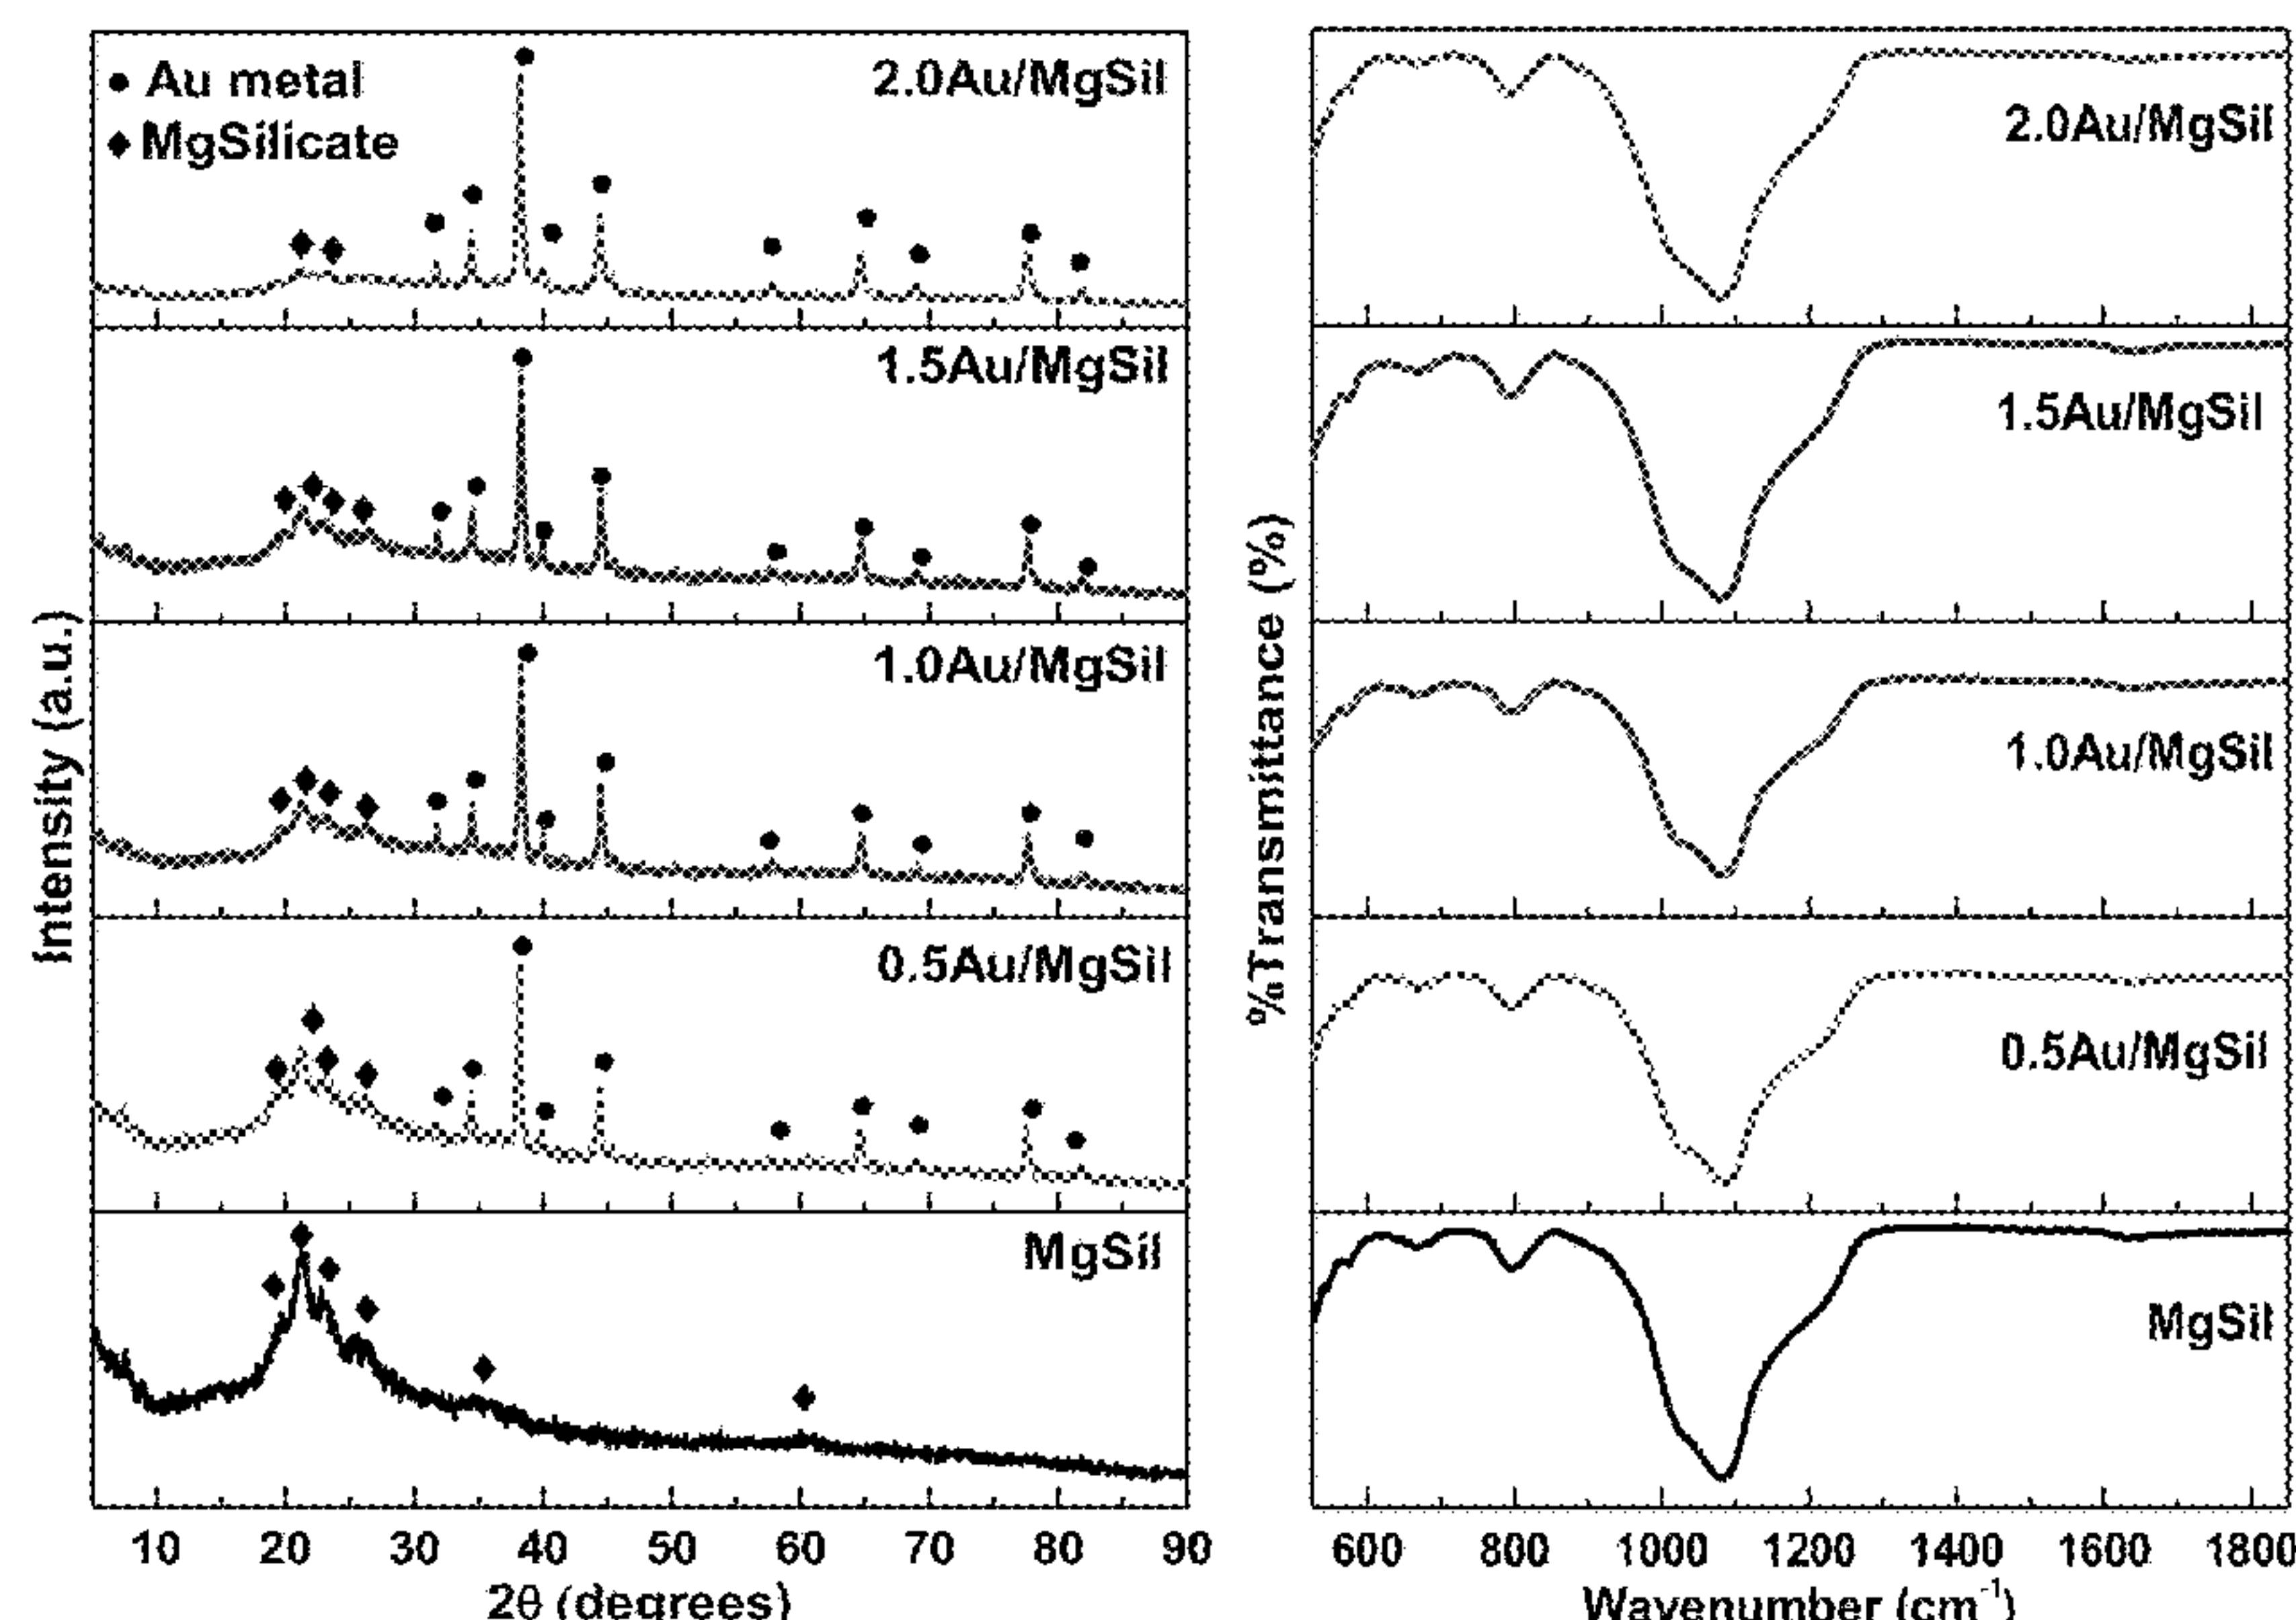 Intensity (a.u.)
● Au metal
◆ MgSilicate
2.0Au/MgSil
1.5Au/MgSil
1.0Au/MgSil
0.5Au/MgSil
MgSil
10 20 30 40 50 60 70 80 90
2θ (degrees)
%Transmittance (%)
2.0Au/MgSil
1.5Au/MgSil
1.0Au/MgSil
0.5Au/MgSil
MgSil
600 800 1000 1200 1400 1600 1800
Wavenumber (cm⁻¹)